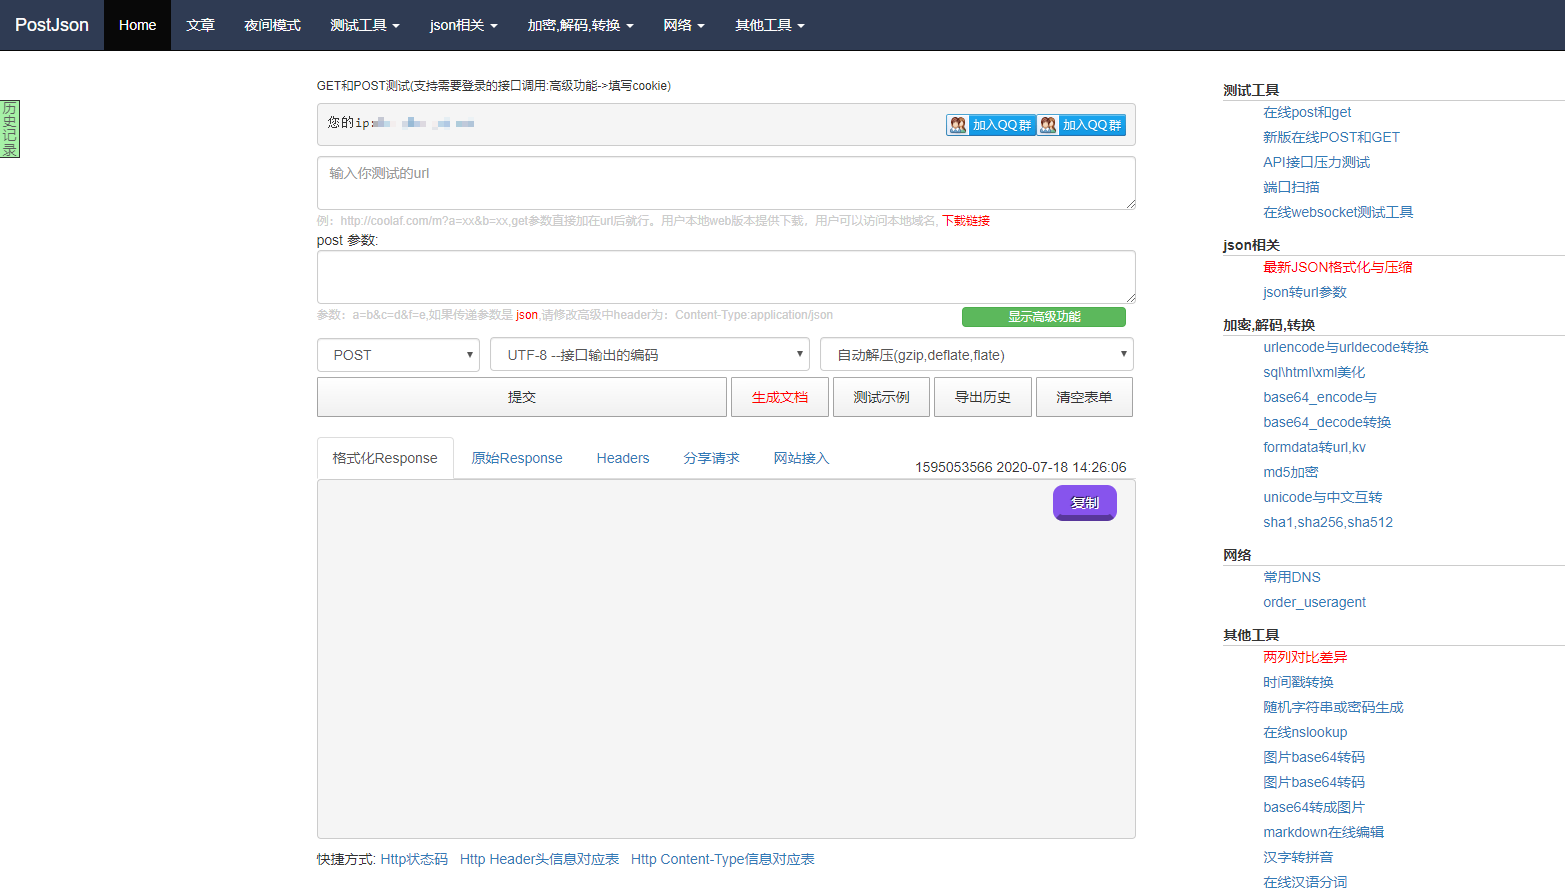 PostJson Home 文章 夜间模式 测试工具 json相关 加密,解码,转换 网络 其他工具
历史记录
GET和POST测试(支持需要登录的接口调用:高级功能->填写cookie)
您的ip:
加入QQ群 加入QQ群
输入你测试的url
例：http://coolaf.com/m?a=xx&b=xx,get参数直接加在url后就行。用户本地web版本提供下载，用户可以访问本地域名, 下载链接
post 参数:
参数：a=b&c=d&f=e,如果传递参数是 json,请修改高级中header为：Content-Type:application/json
显示高级功能
POST UTF-8 --接口输出的编码 自动解压(gzip,deflate,flate)
提交 生成文档 测试示例 导出历史 清空表单
格式化Response 原始Response Headers 分享请求 网站接入 1595053566 2020-07-18 14:26:06
复制
快捷方式: Http状态码 Http Header头信息对应表 Http Content-Type信息对应表
测试工具
在线post和get
新版在线POST和GET
API接口压力测试
端口扫描
在线websocket测试工具
json相关
最新JSON格式化与压缩
json转url参数
加密,解码,转换
urlencode与urldecode转换
sql\html\xml美化
base64_encode与
base64_decode转换
formdata转url,kv
md5加密
unicode与中文互转
sha1,sha256,sha512
网络
常用DNS
order_useragent
其他工具
两列对比差异
时间戳转换
随机字符串或密码生成
在线nslookup
图片base64转码
图片base64转码
base64转成图片
markdown在线编辑
汉字转拼音
在线汉语分词